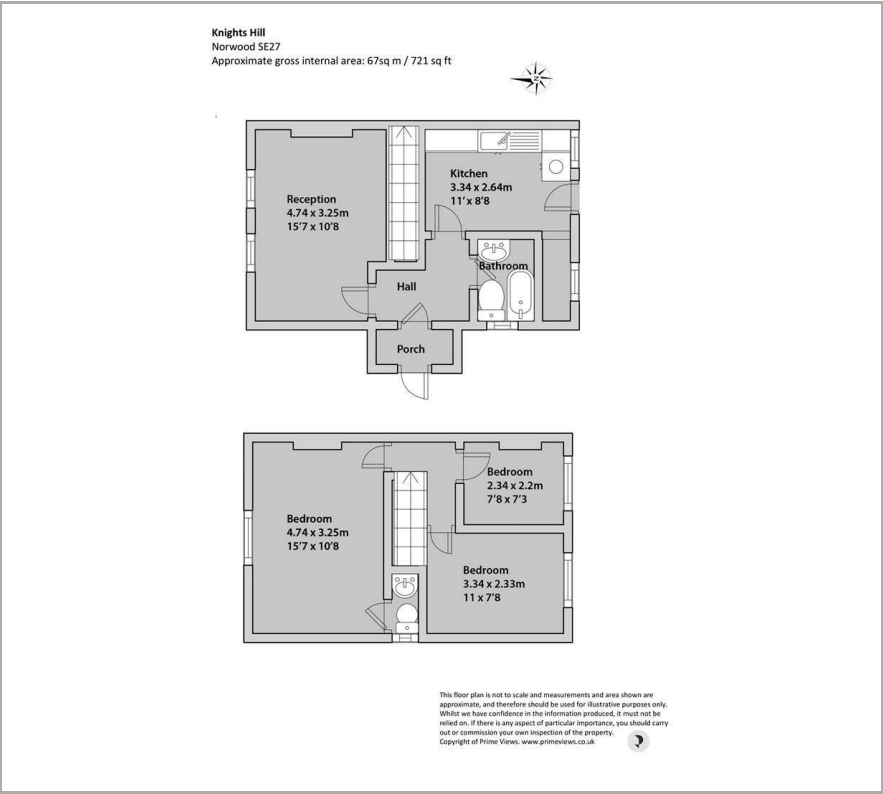 Knights Hill
Norwood SE27
Approximate gross internal area: 67sq m / 721 sq ft
N
Kitchen
3.34 x 2.64m
11' x 8'8
Reception
4.74 x 3.25m
15'7 x 10'8
Bathroom
Hall
Porch
Bedroom
2.34 x 2.2m
7'8 x 7'3
Bedroom
4.74 x 3.25m
15'7 x 10'8
Bedroom
3.34 x 2.33m
11 x 7'8
This floor plan is not to scale and measurements and area shown are
approximate, and therefore should be used for illustrative purposes only.
Whilst we have confidence in the information produced, it must not be
relied on. If there is any aspect of particular importance, you should carry
out or commission your own inspection of the property.
Copyright of Prime Views. www.primeviews.co.uk